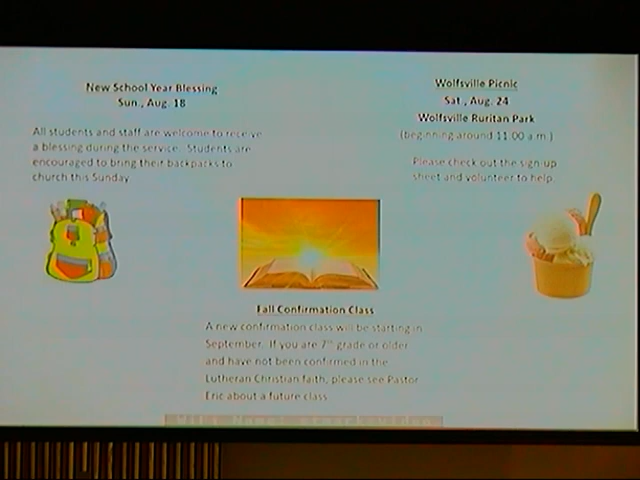 New School Year Blessing
Sun., Aug. 18
All students and staff are welcome to receive
a blessing during the service. Students are
encouraged to bring their backpacks to
church this Sunday
Wolfsville Picnic
Sat., Aug. 24
Wolfsville Ruritan Park
(beginning around 11:00 a.m.)
Please check out the sign-up
sheet and volunteer to help.
Fall Confirmation Class
A new confirmation class will be starting in
September. If you are 7th grade or older
and have not been confirmed in the
Lutheran Christian faith, please see Pastor
Eric about a future class.